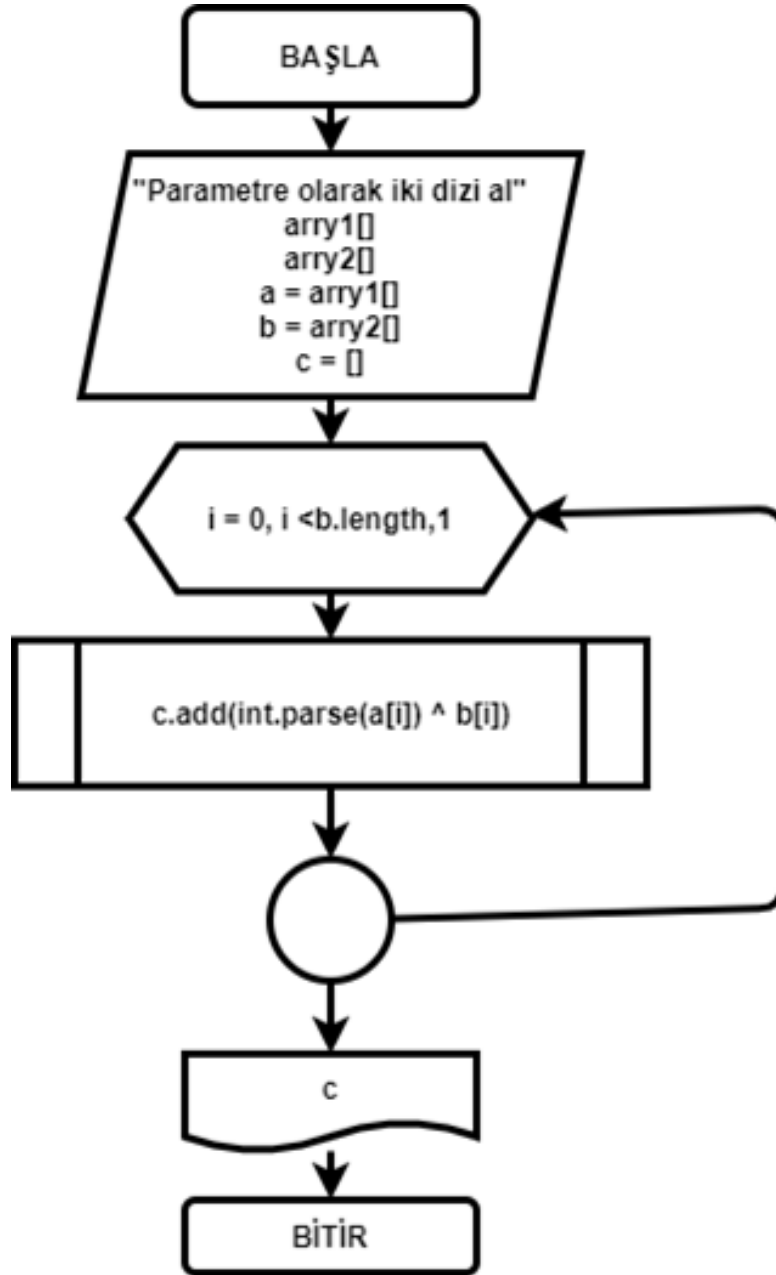 BAŞLA
"Parametre olarak iki dizi al"
arry1[]
arry2[]
a = arry1[]
b = arry2[]
c = []
i = 0, i <b.length,1
c.add(int.parse(a[i]) ^ b[i])
c
BİTİR